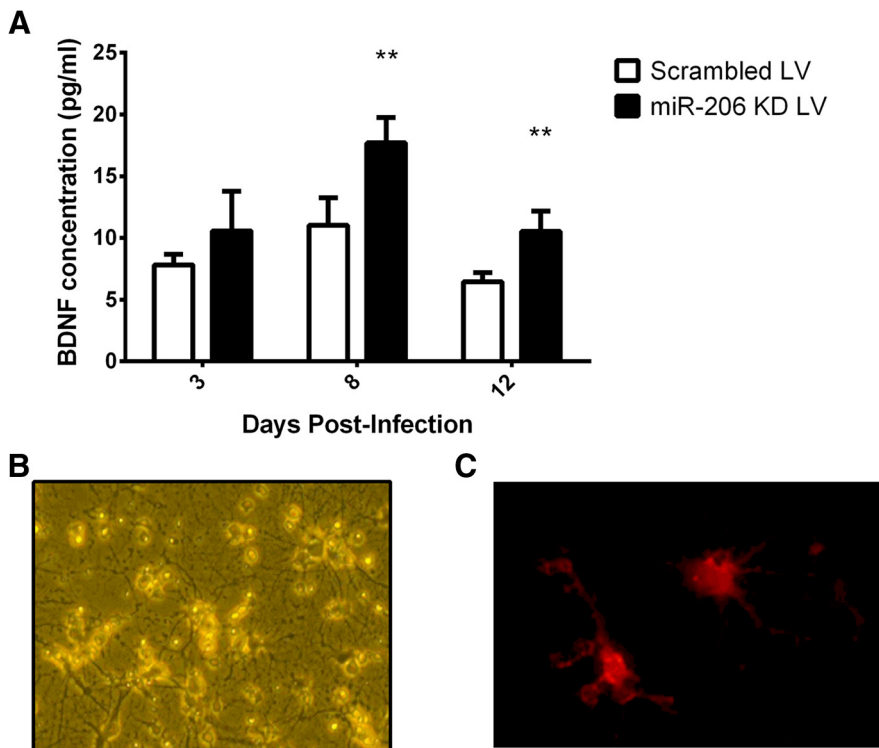 A
BDNF concentration (pg/ml)
25
20
15
10
5
0
**
**
Scrambled LV
miR-206 KD LV
3
8
12
Days Post-Infection
B
C